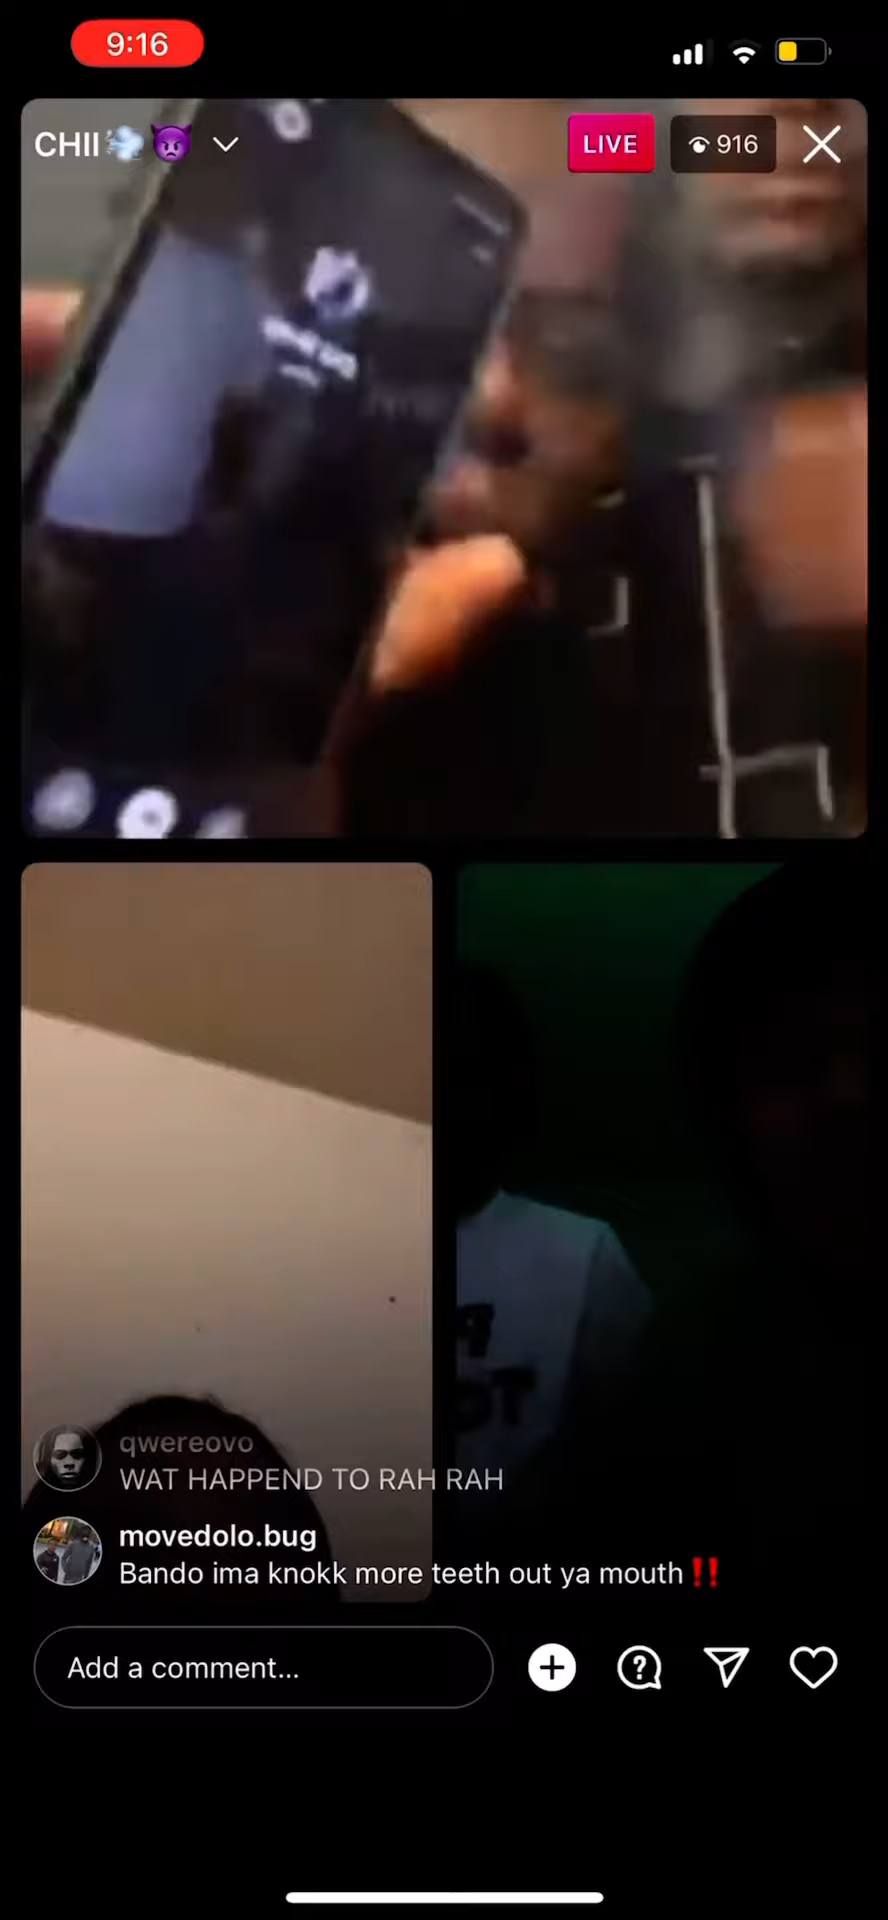 9:16
CHII💨😈
LIVE
916
qwereovo
WAT HAPPEND TO RAH RAH
movedolo.bug
Bando ima knokk more teeth out ya mouth‼️
Add a comment...